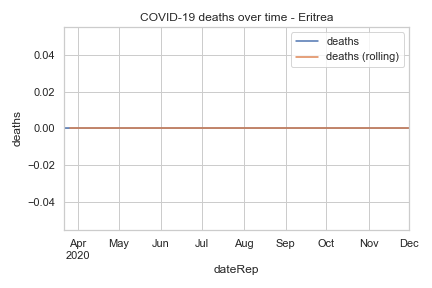 COVID-19 deaths over time - Eritrea
deaths
deaths (rolling)
0.04
0.02
0.00
−0.02
−0.04
deaths
Apr May Jun Jul Aug Sep Oct Nov Dec
2020
dateRep